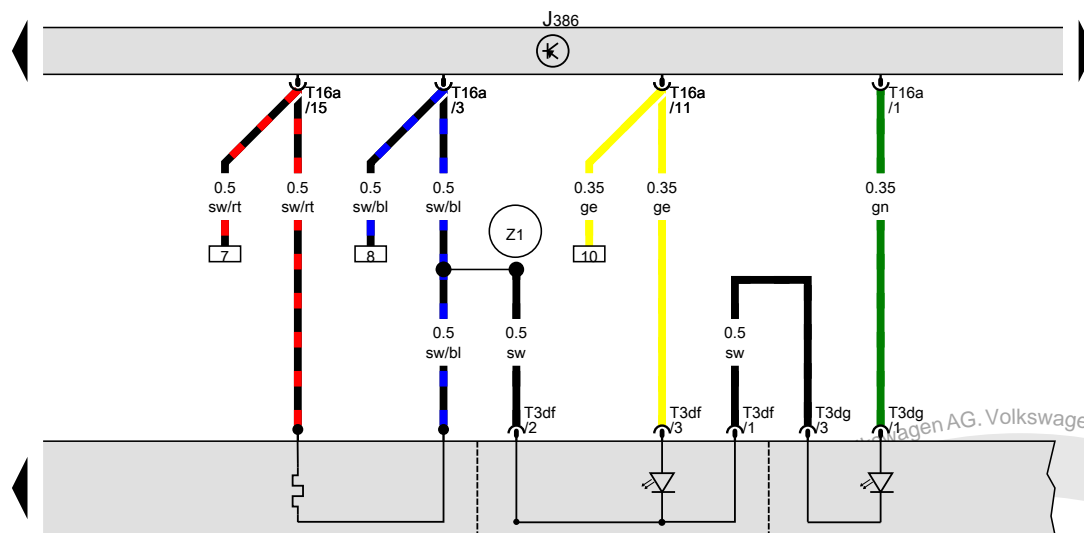 J386
T16a
/15
T16a
/3
T16a
/11
T16a
/1
0.5
sw/rt
0.5
sw/rt
0.5
sw/bl
0.5
sw/bl
0.35
ge
0.35
ge
0.35
gn
7
8
Z1
10
0.5
sw/bl
0.5
sw
0.5
sw
T3df
/2
T3df
/3
T3df
/1
T3dg
/3
T3dg
/1
AG. Volkswage